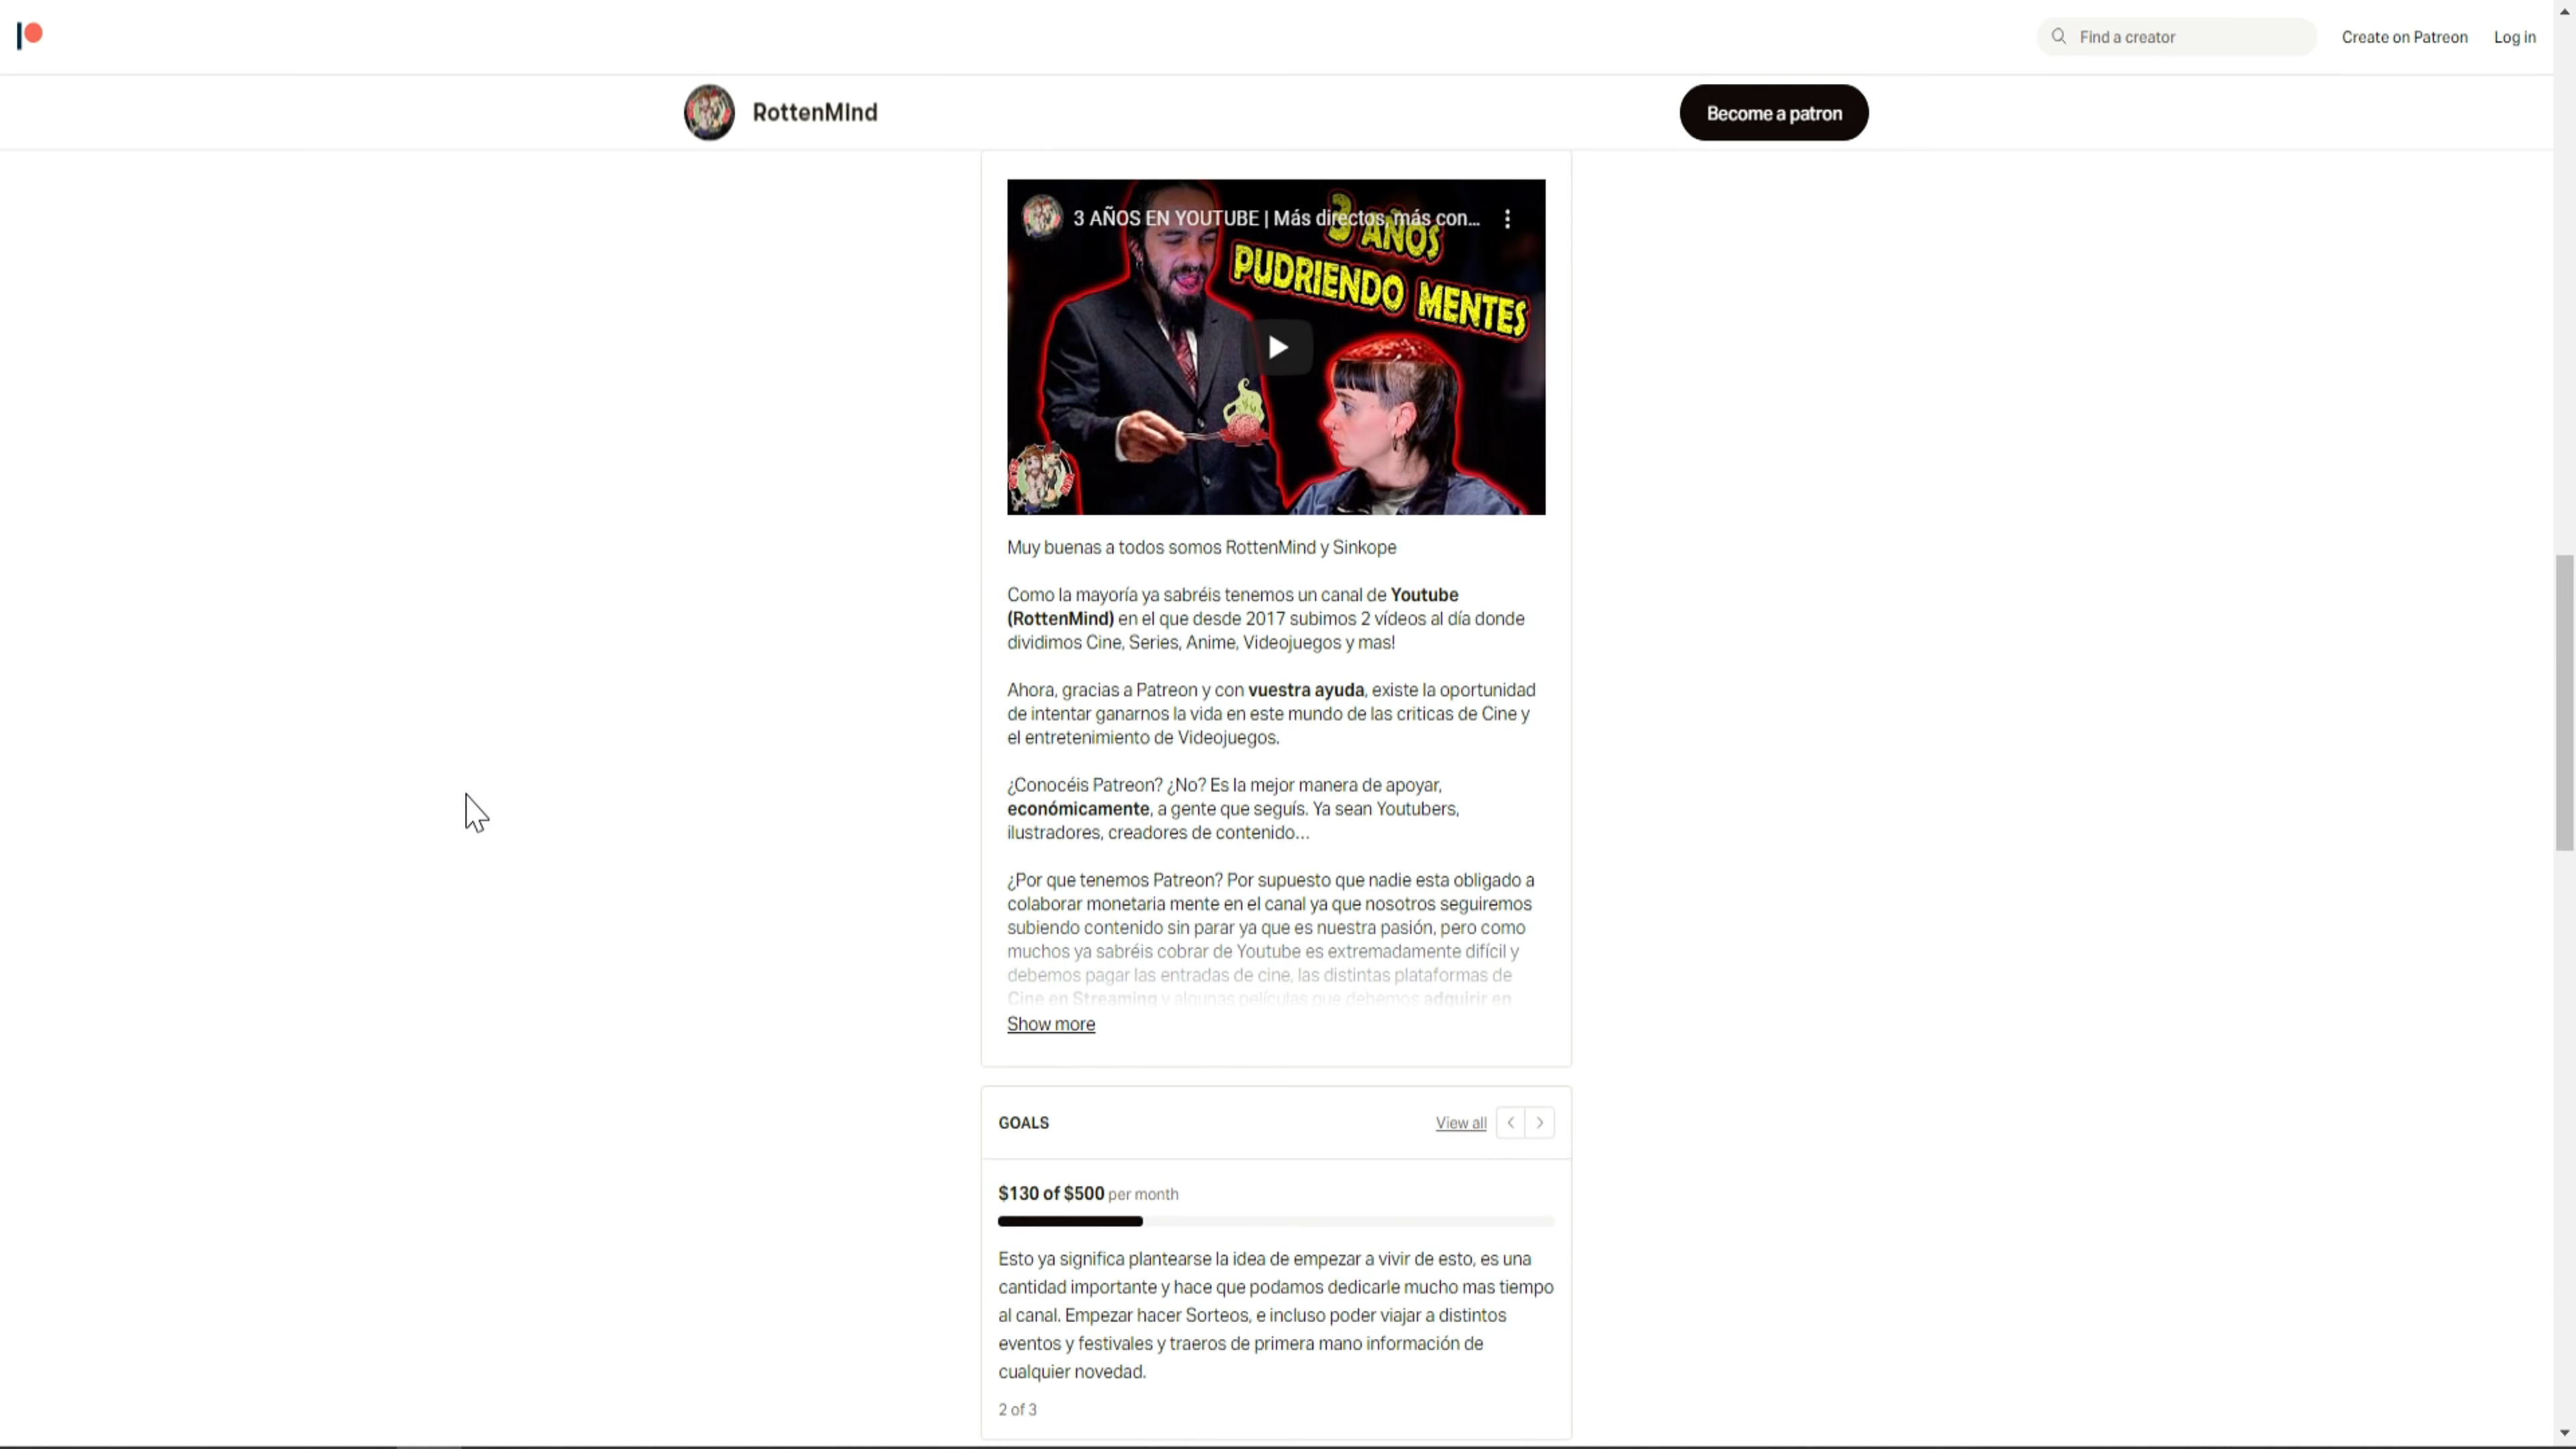 Find a creator
Create on Patreon
Log in
RottenMInd
Become a patron
3 AÑOS EN YOUTUBE | Más directos, más con...
3 AÑOS
PUDRIENDO MENTES
Muy buenas a todos somos RottenMind y Sinkope
Como la mayoría ya sabréis tenemos un canal de Youtube
(RottenMind) en el que desde 2017 subimos 2 vídeos al día donde
dividimos Cine, Series, Anime, Videojuegos y mas!
Ahora, gracias a Patreon y con vuestra ayuda, existe la oportunidad
de intentar ganarnos la vida en este mundo de las criticas de Cine y
el entretenimiento de Videojuegos.
¿Conocéis Patreon? ¿No? Es la mejor manera de apoyar,
económicamente, a gente que seguís. Ya sean Youtubers,
ilustradores, creadores de contenido...
¿Por que tenemos Patreon? Por supuesto que nadie esta obligado a
colaborar monetaria mente en el canal ya que nosotros seguiremos
subiendo contenido sin parar ya que es nuestra pasión, pero como
muchos ya sabréis cobrar de Youtube es extremadamente difícil y
debemos pagar las entradas de cine, las distintas plataformas de
Cine en Streaming y algunas películas que debemos adquirir en
Show more
GOALS
View all
$130 of $500 per month
Esto ya significa plantearse la idea de empezar a vivir de esto, es una
cantidad importante y hace que podamos dedicarle mucho mas tiempo
al canal. Empezar hacer Sorteos, e incluso poder viajar a distintos
eventos y festivales y traeros de primera mano información de
cualquier novedad.
2 of 3